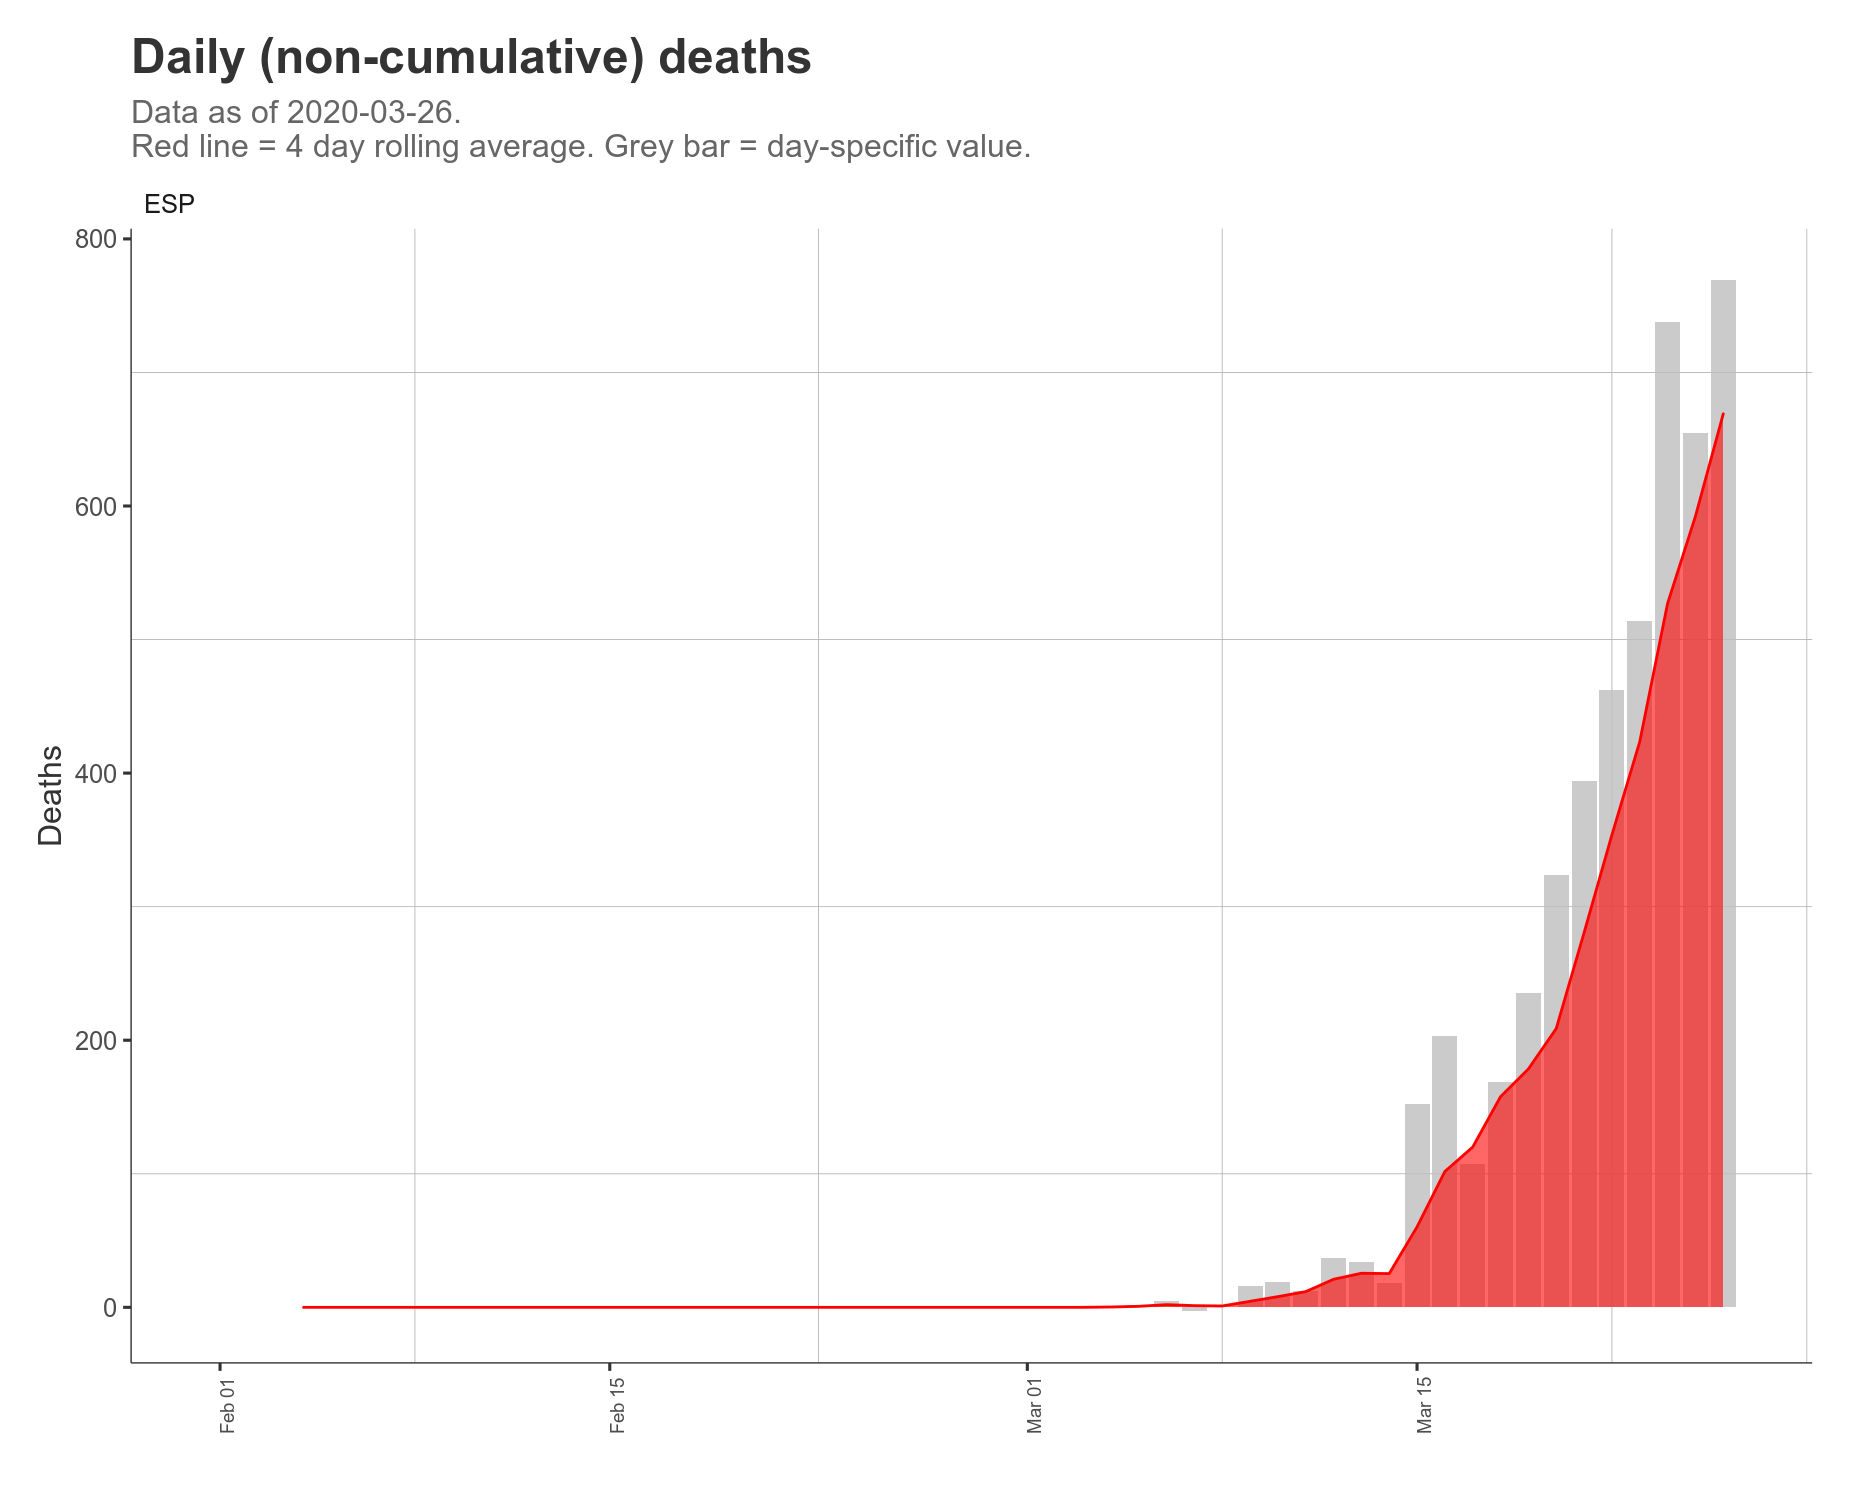 Daily (non-cumulative) deaths
Data as of 2020-03-26.
Red line = 4 day rolling average. Grey bar = day-specific value.
ESP
800
600
400
200
0
Deaths
Feb 01
Feb 15
Mar 01
Mar 15